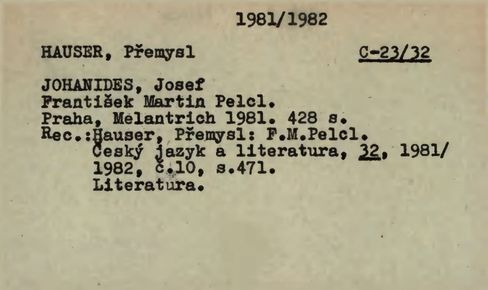 1981/1982
HAUSER, Přemysl C-23/32
JOHANIDES, Josef
František Martin Pelcl.
Praha, Melantrich 1981. 428 s.
Rec.:Hauser, Přemysl: F.M.Pelcl.
Český jazyk a literatura, 32, 1981/
1982, č.10, s.471.
Literatura.